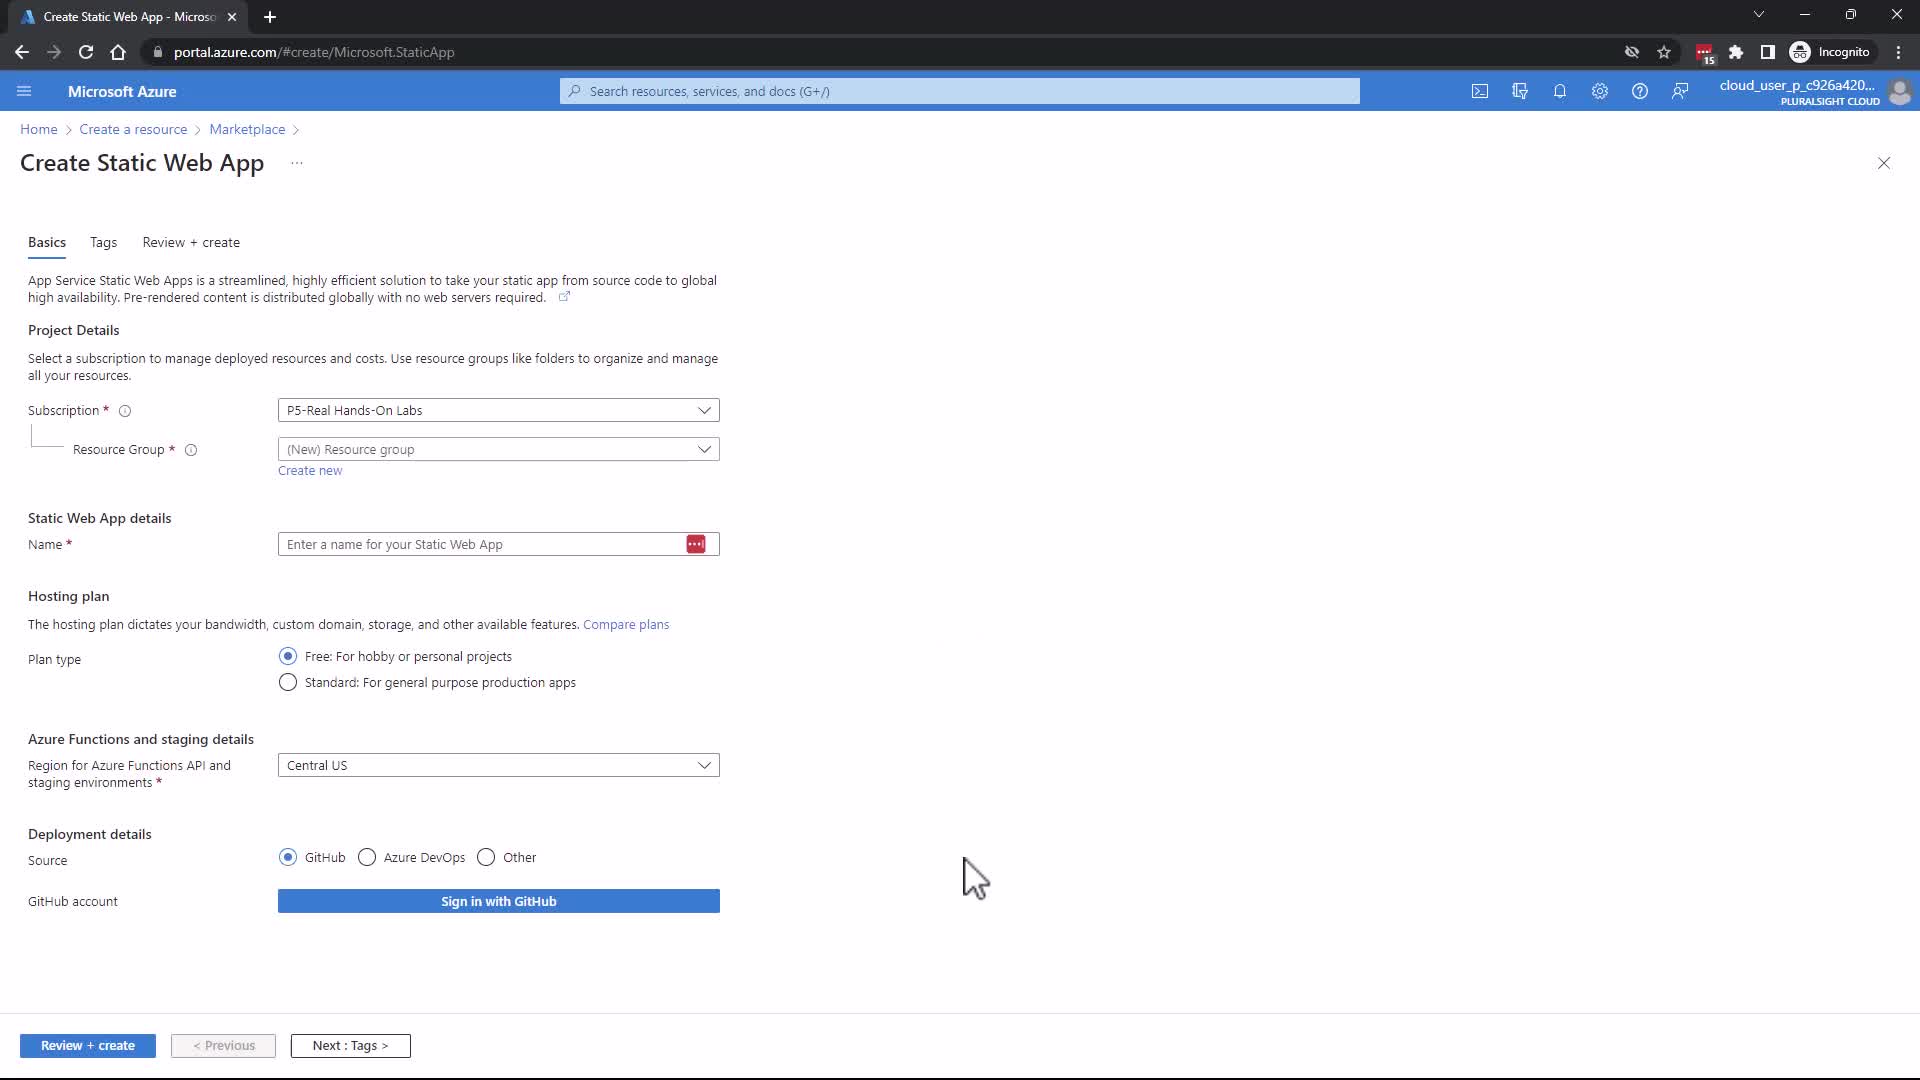 Create Static Web App - Microso
portal.azure.com/#create/Microsoft.StaticApp
15
Incognito
Microsoft Azure
Search resources, services, and docs (G+/)
cloud_user_p_c926a420...
PLURALSIGHT CLOUD
Home > Create a resource > Marketplace >
Create Static Web App ...
Basics
Tags
Review + create
App Service Static Web Apps is a streamlined, highly efficient solution to take your static app from source code to global
high availability. Pre-rendered content is distributed globally with no web servers required.
Project Details
Select a subscription to manage deployed resources and costs. Use resource groups like folders to organize and manage
all your resources.
Subscription *
P5-Real Hands-On Labs
Resource Group *
(New) Resource group
Create new
Static Web App details
Name *
Enter a name for your Static Web App
Hosting plan
The hosting plan dictates your bandwidth, custom domain, storage, and other available features. Compare plans
Plan type
Free: For hobby or personal projects
Standard: For general purpose production apps
Azure Functions and staging details
Region for Azure Functions API and
staging environments *
Central US
Deployment details
Source
GitHub
Azure DevOps
Other
GitHub account
Sign in with GitHub
Review + create
< Previous
Next : Tags >